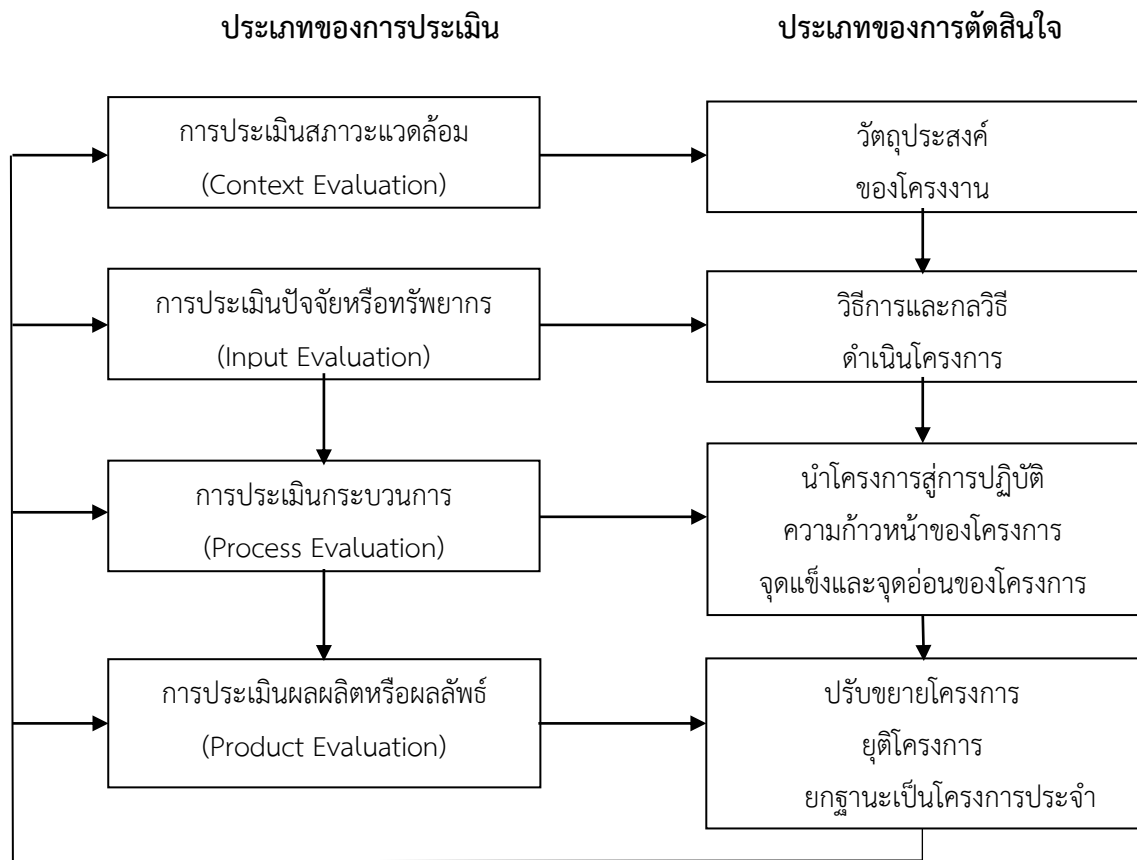 ประเภทของการประเมิน
ประเภทของการตัดสินใจ
การประเมินสภาวะแวดล้อม
(Context Evaluation)
วัตถุประสงค์
ของโครงงาน
การประเมินปัจจัยหรือทรัพยากร
(Input Evaluation)
วิธีการและกลวิธี
ดำเนินโครงการ
การประเมินกระบวนการ
(Process Evaluation)
นำโครงการสู่การปฏิบัติ
ความก้าวหน้าของโครงการ
จุดแข็งและจุดอ่อนของโครงการ
การประเมินผลผลิตหรือผลลัพธ์
(Product Evaluation)
ปรับขยายโครงการ
ยุติโครงการ
ยกฐานะเป็นโครงการประจำ